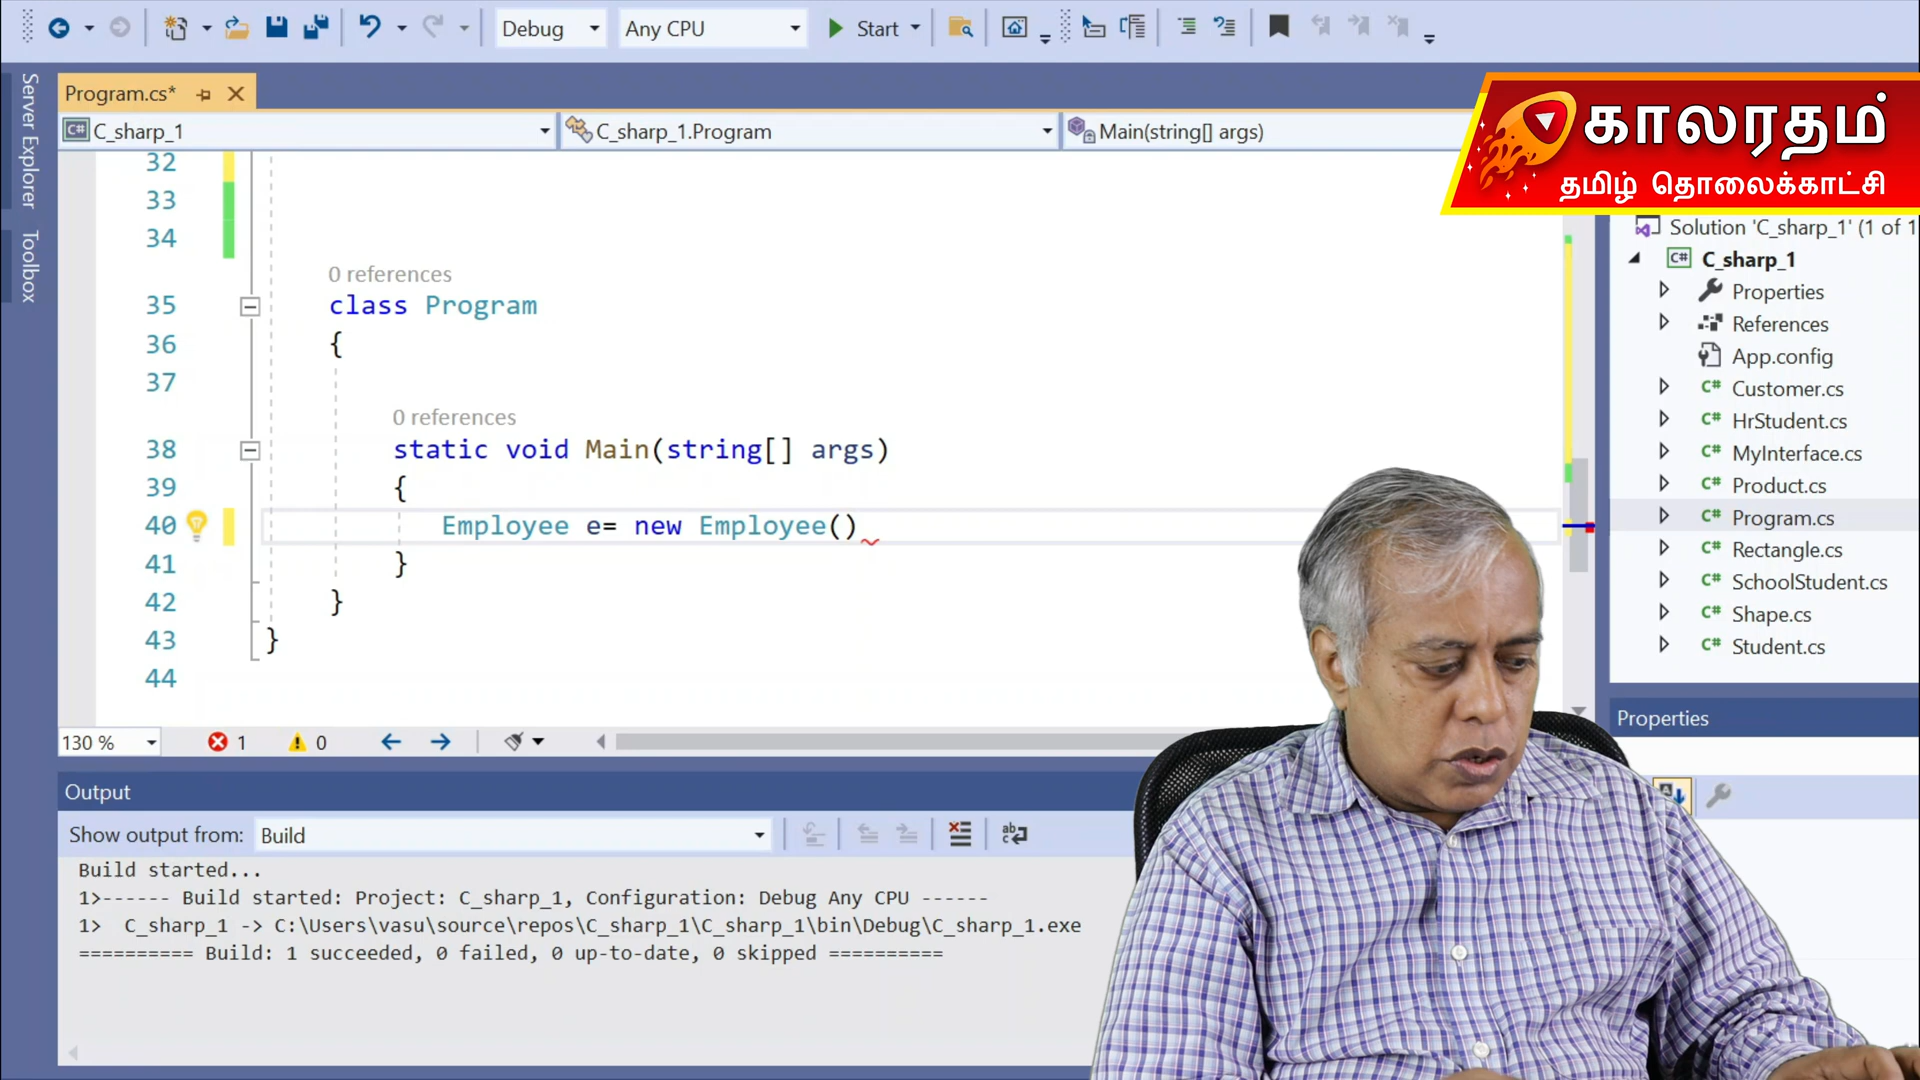 Debug
Any CPU
Start
Server Explorer
Toolbox
Program.cs*
C_sharp_1
C_sharp_1.Program
Main(string[] args)
காலரதம்
தமிழ் தொலைக்காட்சி
32
33
34
0 references
35 class Program
36 {
37
0 references
38 static void Main(string[] args)
39 {
40 Employee e= new Employee()
41 }
42 }
43 }
44
130 %
1
0
Output
Show output from: Build
Build started...
1>------ Build started: Project: C_sharp_1, Configuration: Debug Any CPU ------
1>  C_sharp_1 -> C:\Users\vasu\source\repos\C_sharp_1\C_sharp_1\bin\Debug\C_sharp_1.exe
========== Build: 1 succeeded, 0 failed, 0 up-to-date, 0 skipped ==========
Solution 'C_sharp_1' (1 of 1
C# C_sharp_1
Properties
References
App.config
C# Customer.cs
C# HrStudent.cs
C# MyInterface.cs
C# Product.cs
C# Program.cs
C# Rectangle.cs
C# SchoolStudent.cs
C# Shape.cs
C# Student.cs
Properties